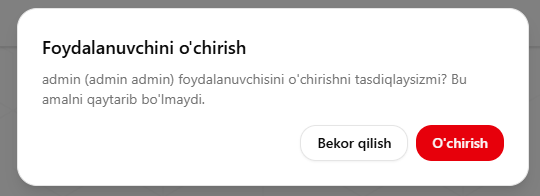 Foydalanuvchini o'chirish
admin (admin admin) foydalanuvchisini o'chirishni tasdiqlaysizmi? Bu
amalni qaytarib bo'lmaydi.
Bekor qilish
O'chirish